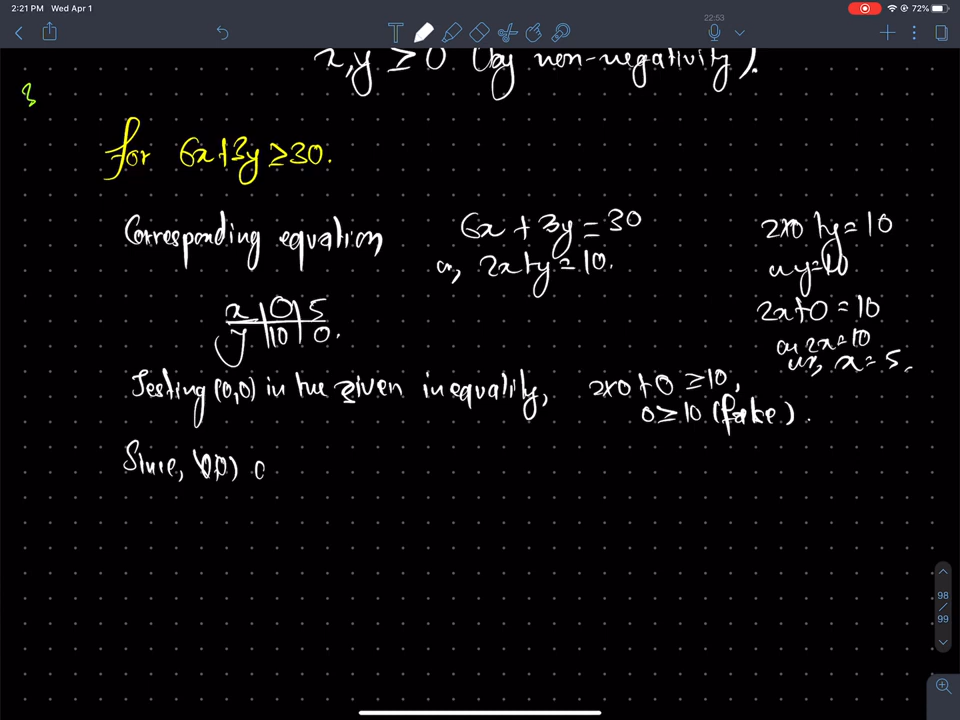 2:21 PM Wed Apr 1
72%
22:53
T
x,y ≥ 0 (by non-negativity).
3
for 6x+3y ≥ 30.
Corresponding equation 6x + 3y = 30
or, 2x+y = 10.
2×0 + y = 10
or y=10
2x+0 = 10
or 2x=10
or, x = 5.
x | 0 | 5
y | 10 | 0.
Testing (0,0) in the given inequality, 2×0 + 0 ≥ 10,
0 ≥ 10 (false).
Since, (0,0)
98
/
99